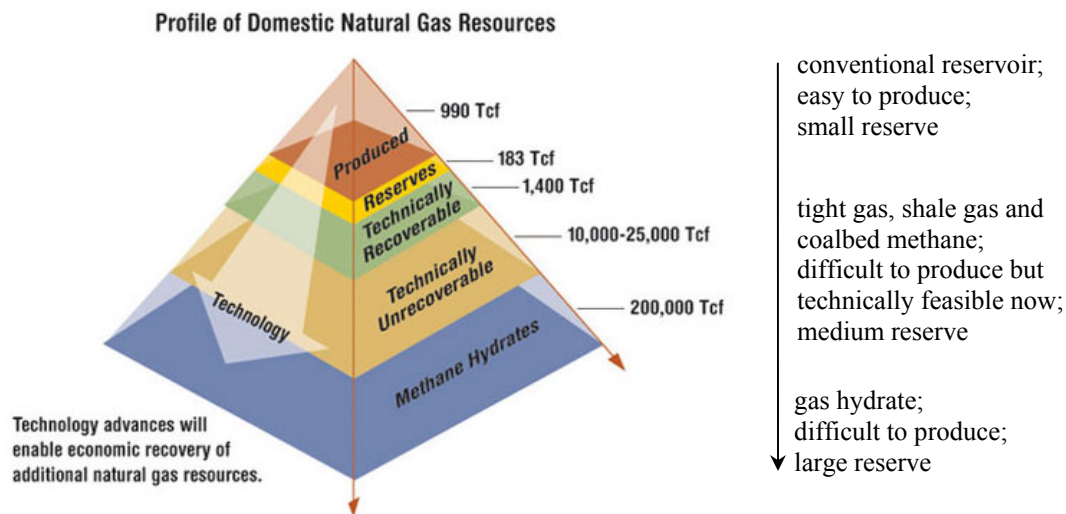 Profile of Domestic Natural Gas Resources
990 Tcf
Produced
183 Tcf
Reserves
1,400 Tcf
Technically
Recoverable
10,000-25,000 Tcf
Technically
Unrecoverable
200,000 Tcf
Methane Hydrates
Technology
Technology advances will
enable economic recovery of
additional natural gas resources.
conventional reservoir;
easy to produce;
small reserve
tight gas, shale gas and
coalbed methane;
difficult to produce but
technically feasible now;
medium reserve
gas hydrate;
difficult to produce;
large reserve